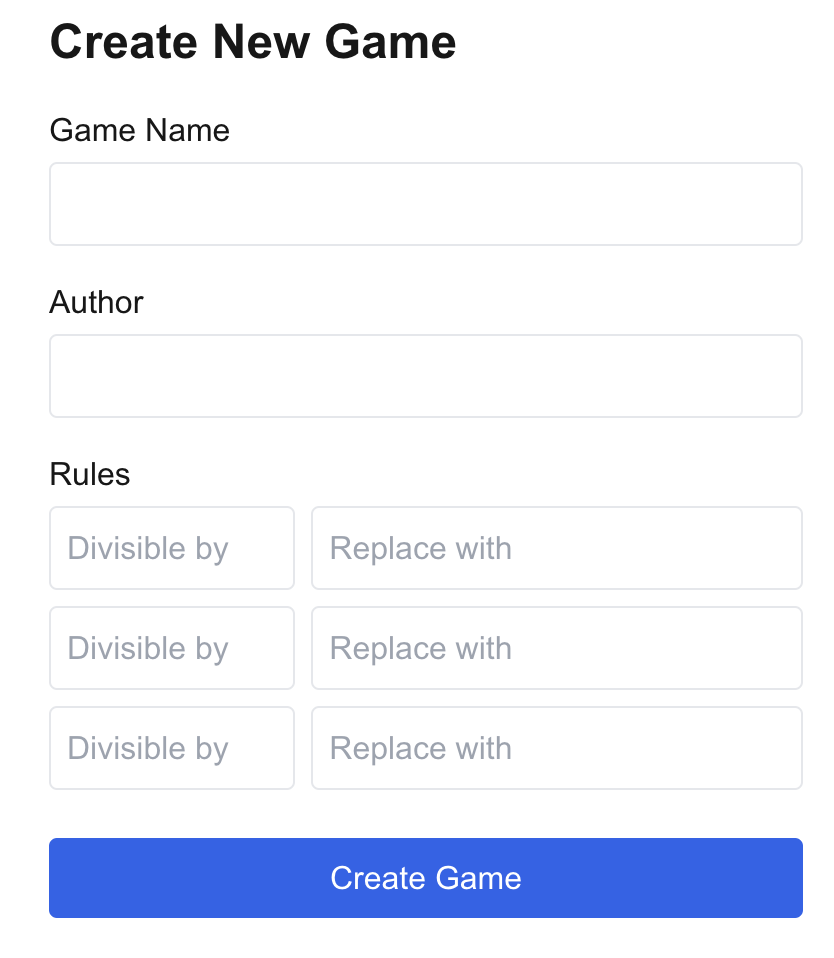 Create New Game
Game Name
Author
Rules
Divisible by Replace with
Divisible by Replace with
Divisible by Replace with
Create Game